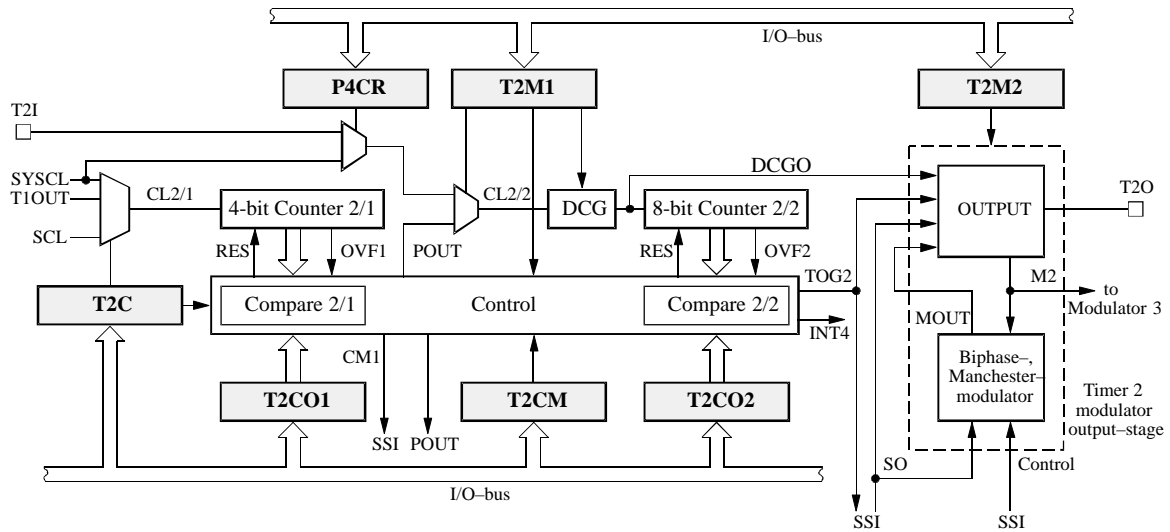 I/O–bus
P4CR
T2M1
T2M2
T2I
DCGO
SYSCL
T1OUT
CL2/1
4-bit Counter 2/1
CL2/2
DCG
8-bit Counter 2/2
OUTPUT
T2O
SCL
RES
OVF1
POUT
RES
OVF2
TOG2
M2
T2C
Compare 2/1
Control
Compare 2/2
to
Modulator 3
INT4
MOUT
CM1
Biphase–,
Manchester–
modulator
T2CO1
T2CM
T2CO2
Timer 2
modulator
output–stage
SSI
POUT
SO
Control
I/O–bus
SSI
SSI